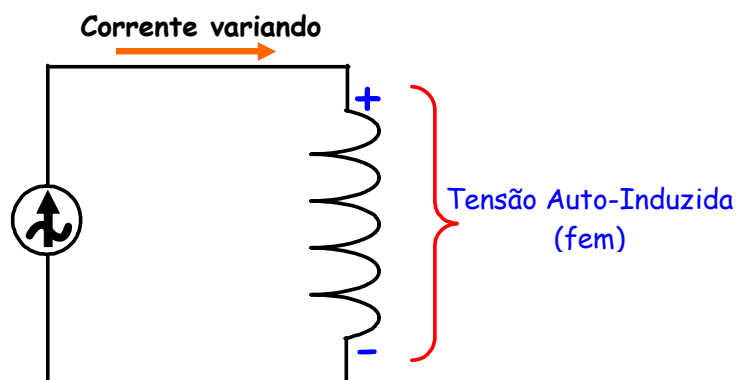 Corrente variando
+
Tensão Auto-Induzida
(fem)
-